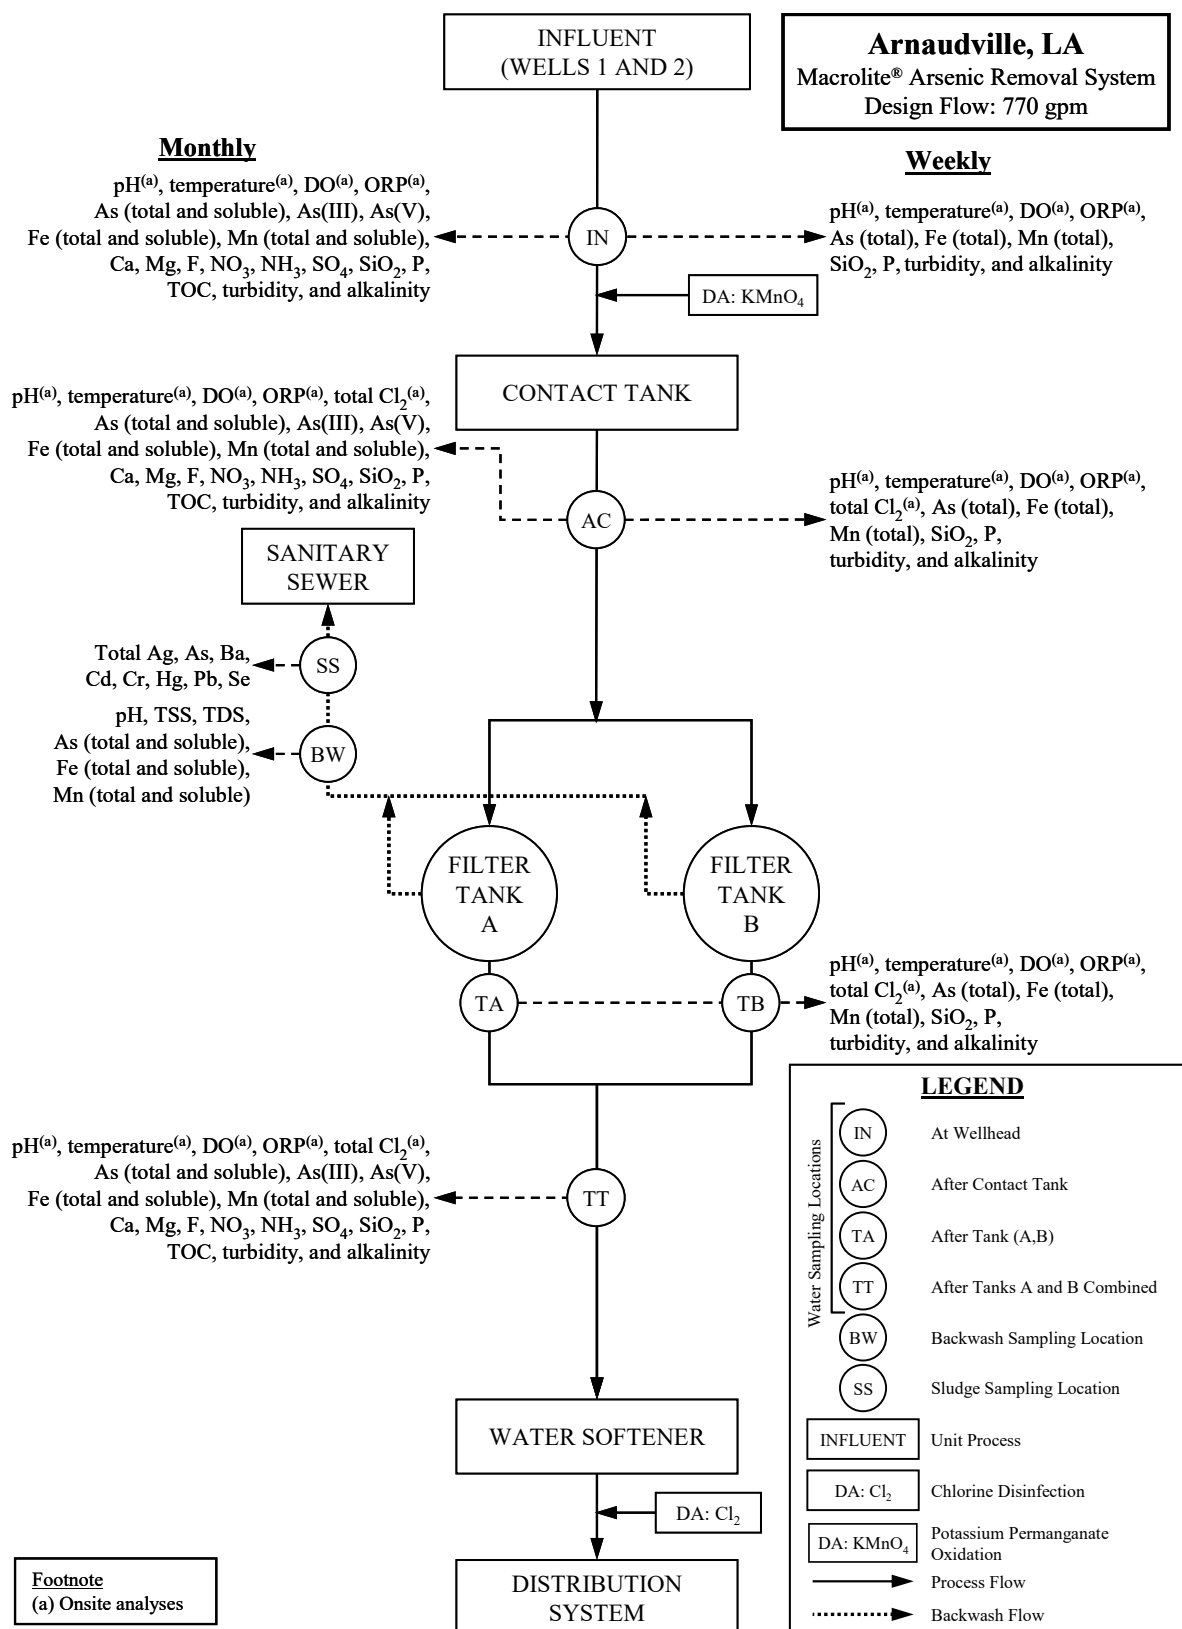 INFLUENT
(WELLS 1 AND 2)
Arnaudville, LA
Macrolite® Arsenic Removal System
Design Flow: 770 gpm
Monthly
pH(a), temperature(a), DO(a), ORP(a),
As (total and soluble), As(III), As(V),
Fe (total and soluble), Mn (total and soluble),
Ca, Mg, F, NO3, NH3, SO4, SiO2, P,
TOC, turbidity, and alkalinity
IN
Weekly
pH(a), temperature(a), DO(a), ORP(a),
As (total), Fe (total), Mn (total),
SiO2, P, turbidity, and alkalinity
DA: KMnO4
CONTACT TANK
pH(a), temperature(a), DO(a), ORP(a), total Cl2(a),
As (total and soluble), As(III), As(V),
Fe (total and soluble), Mn (total and soluble),
Ca, Mg, F, NO3, NH3, SO4, SiO2, P,
TOC, turbidity, and alkalinity
AC
pH(a), temperature(a), DO(a), ORP(a),
total Cl2(a), As (total), Fe (total),
Mn (total), SiO2, P,
turbidity, and alkalinity
SANITARY
SEWER
Total Ag, As, Ba,
Cd, Cr, Hg, Pb, Se
SS
pH, TSS, TDS,
As (total and soluble),
Fe (total and soluble),
Mn (total and soluble)
BW
FILTER
TANK
A
FILTER
TANK
B
TA
TB
pH(a), temperature(a), DO(a), ORP(a),
total Cl2(a), As (total), Fe (total),
Mn (total), SiO2, P,
turbidity, and alkalinity
pH(a), temperature(a), DO(a), ORP(a), total Cl2(a),
As (total and soluble), As(III), As(V),
Fe (total and soluble), Mn (total and soluble),
Ca, Mg, F, NO3, NH3, SO4, SiO2, P,
TOC, turbidity, and alkalinity
TT
WATER SOFTENER
DA: Cl2
DISTRIBUTION
SYSTEM
Footnote
(a) Onsite analyses
LEGEND
Water Sampling Locations
IN At Wellhead
AC After Contact Tank
TA After Tank (A,B)
TT After Tanks A and B Combined
BW Backwash Sampling Location
SS Sludge Sampling Location
INFLUENT Unit Process
DA: Cl2 Chlorine Disinfection
DA: KMnO4 Potassium Permanganate
Oxidation
Process Flow
Backwash Flow